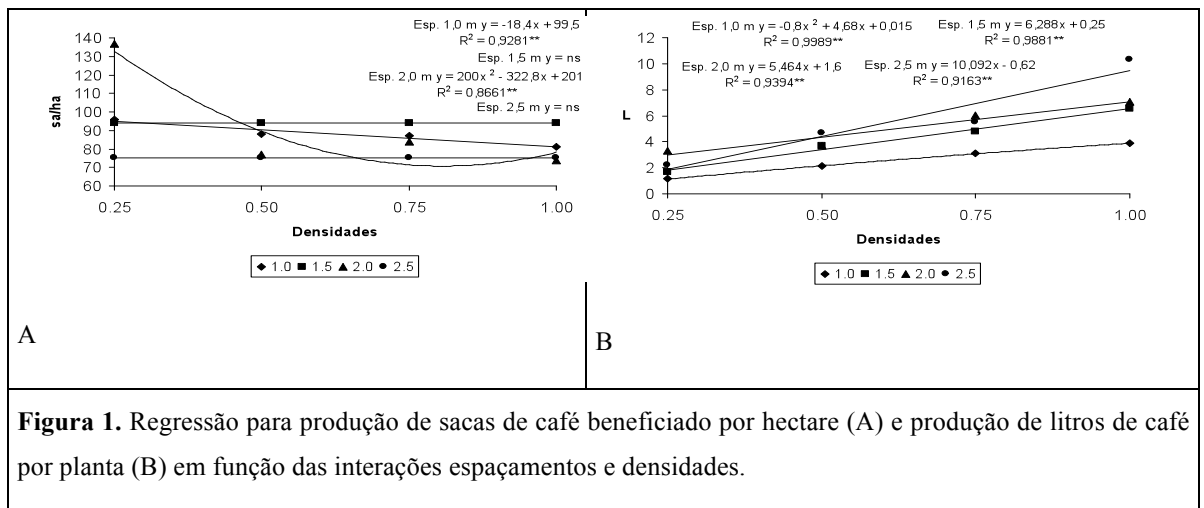 Esp. 1,0 m y = -18,4x + 99,5
R² = 0,9281**
Esp. 1,5 m y = ns
Esp. 2,0 m y = 200x² - 322,8x + 201
R² = 0,8661**
Esp. 2,5 m y = ns
sa/ha
140
130
120
110
100
90
80
70
60
0.25 0.50 0.75 1.00
Densidades
1.0 1.5 2.0 2.5
A
Esp. 1,0 m y = -0,8x² + 4,68x + 0,015
R² = 0,9989**
Esp. 1,5 m y = 6,288x + 0,25
R² = 0,9881**
Esp. 2,0 m y = 5,464x + 1,6
R² = 0,9394**
Esp. 2,5 m y = 10,092x - 0,62
R² = 0,9163**
L
12
10
8
6
4
2
0
0.25 0.50 0.75 1.00
Densidades
1.0 1.5 2.0 2.5
B
Figura 1. Regressão para produção de sacas de café beneficiado por hectare (A) e produção de litros de café
por planta (B) em função das interações espaçamentos e densidades.